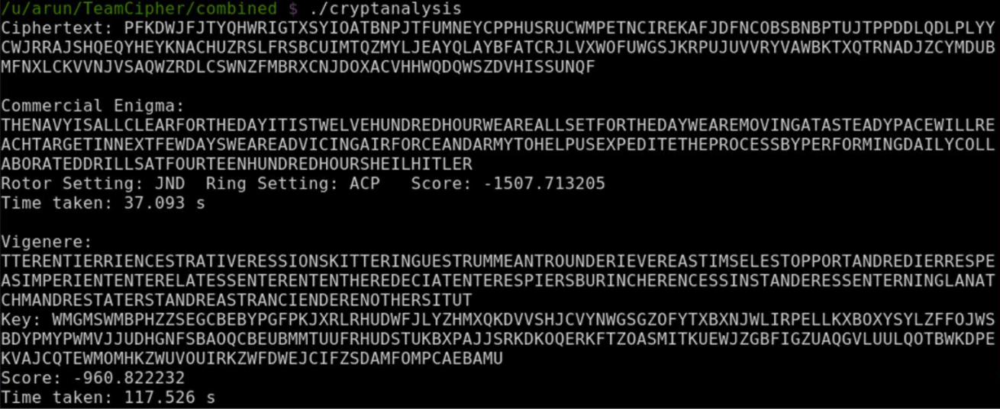 /u/arun/TeamCipher/combined $ ./cryptanalysis
Ciphertext: PFKDWJFJTYQHWRIGTXSYIOATBNPJTFUMNEYCPPHUSRUCWMPETNCIREKAFJDFNCOBSBNBPTUJTPPDDLQDLPLYY
CWJRRAJSHQEQYHEYKNACHUZRSLFRSBCUIMTQZMYLJEAYQLAYBFATCRJLVXWOFUWGSJKRPUJUVVRYVAWBKTXQTRNADJZCYMDUB
MFNXLCKVVNJVSAQWZRDLCSWNZFMBRXCNJDOXACVHHWQDQWSZDVHISSUNQF
Commercial Enigma:
THENAVYISALLCLEARFORTHEDAYITISTWELVEHUNDREDHOURWEAREALLSETFORTHEDAYWEAREMOVINGATASTEADYPACEWILLRE
ACHTARGETINNEXTFEWDAYSWEAREADVICINGAIRFORCEANDARMYTOHELPUSEXPEDITETHEPROCESSBYPERFORMINGDAILYCOLL
ABORATEDDRILLSATFOURTEENHUNDREDHOURSHEILHITLER
Rotor Setting: JND  Ring Setting: ACP   Score: -1507.713205
Time taken: 37.093 s
Vigenere:
TTERENTIERRIENCESTRATIVERESSIONSKITTERINGUESTRUMMEANTROUNDERIEVEREASTIMSELESTOPPORTANDREDIERRESPE
ASIMPERIENTENTERELATESSENTERENTENTHEREDECIATENTERESPIERSBURINCHERENCESSINSTANDERESSENTERNINGLANAT
CHMANDRESTATERSTANDREASTRANCIENDERENOTHERSITUT
Key: WMGMSWMBPHZZSEGCBEBYPGFPKJXRLRHUDWFJLYZHMXQKDVVSHJCVYNWGSGZOFYTXBXNJWLIRPELLKXBOXYSYLZFFOJWS
BDYPMYPWMVJJUDHGNFSBAOQCBEUBMMTUUFRHUDSTUKBXPAJJSRKDKOQERKFTZOASMITKUEWJZGBFIGZUAQGVLUULQOTBWKDPE
KVAJCQTEWMOMHKZWUVOUIRKZWFDWEJCIFZSDAMFOMPCAEBAMU
Score: -960.822232
Time taken: 117.526 s